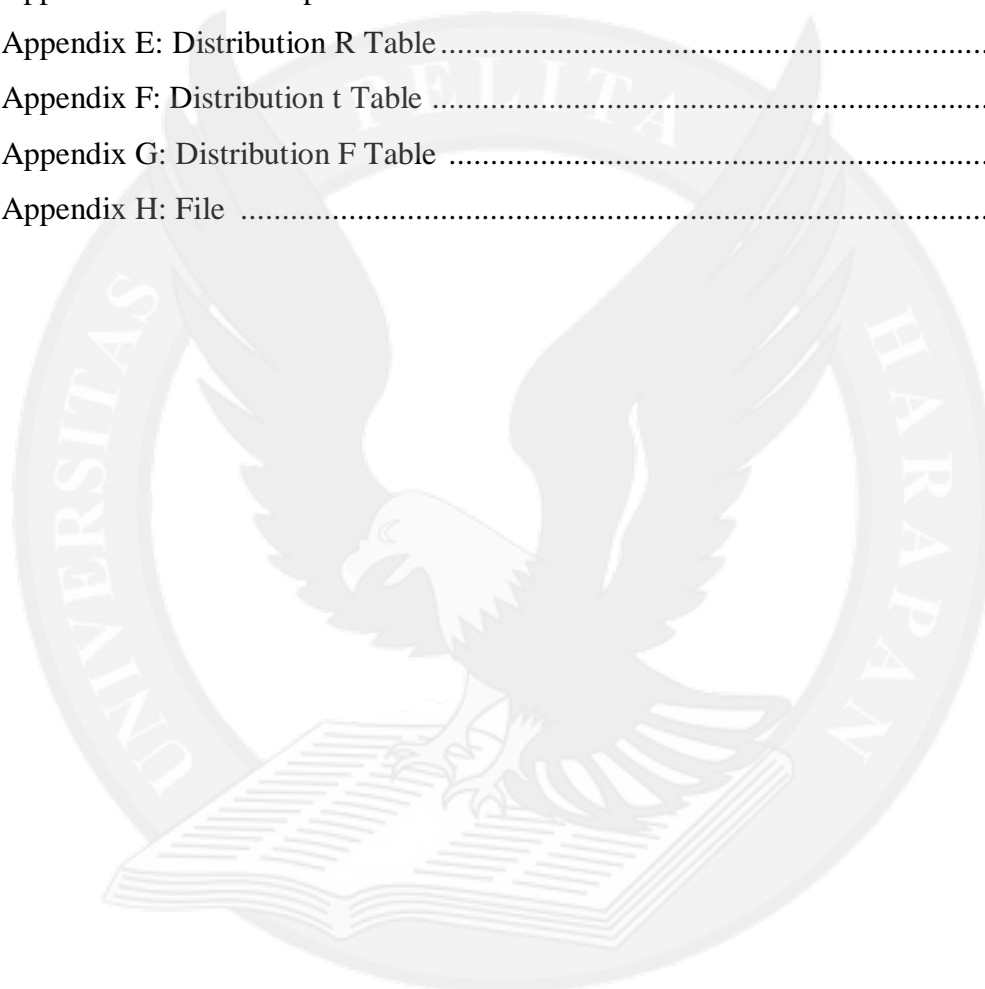 Appendix E: Distribution R Table ................................................................
Appendix F: Distribution t Table .................................................................
Appendix G: Distribution F Table ...............................................................
Appendix H: File ........................................................................................
UNIVERSITAS PELITA HARAPAN